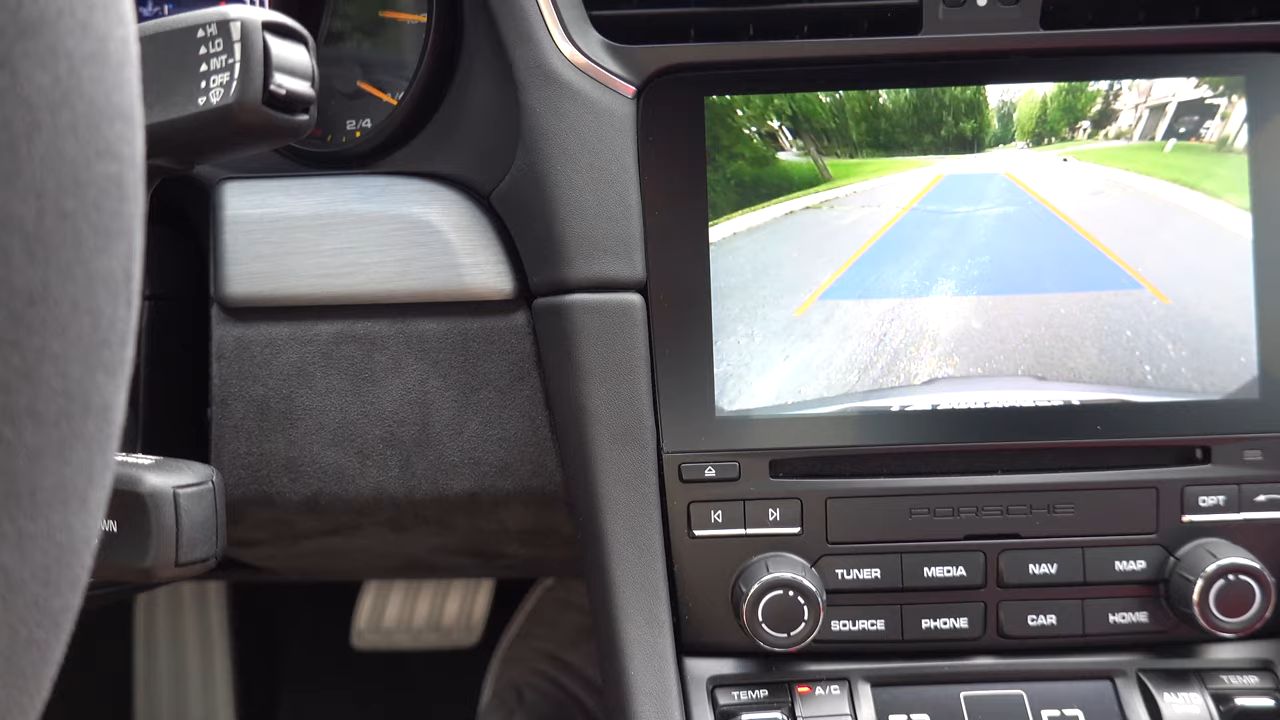 HI
LO
INT
OFF
2/4
PORSCHE
OPT
TUNER
MEDIA
NAV
MAP
SOURCE
PHONE
CAR
HOME
TEMP
A/C
AUTO
TEMP